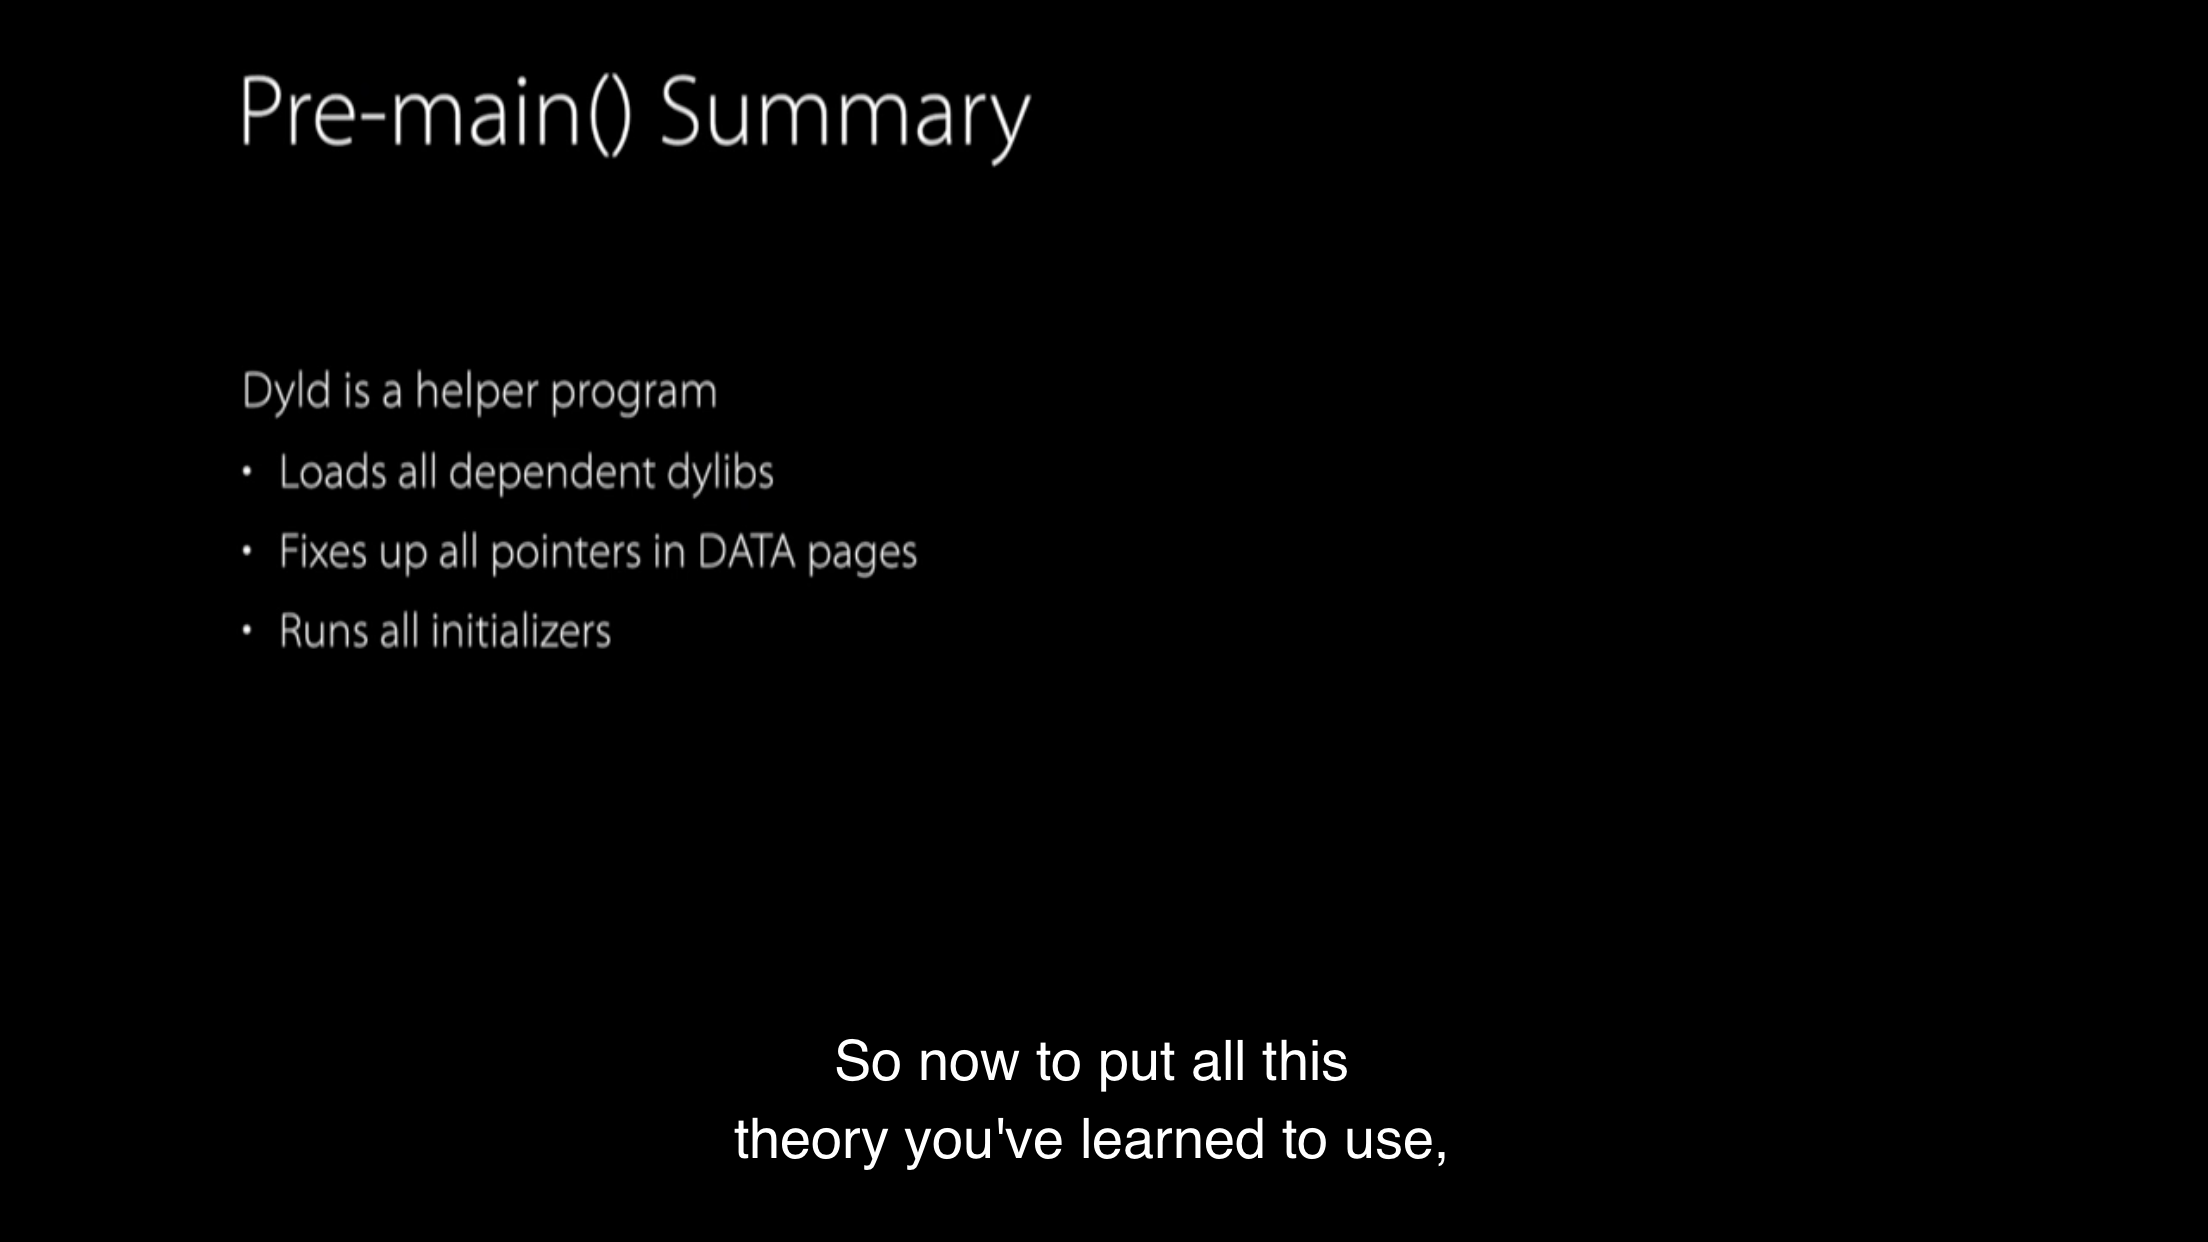 Pre-main() Summary
Dyld is a helper program
• Loads all dependent dylibs
• Fixes up all pointers in DATA pages
• Runs all initializers
So now to put all this
theory you've learned to use,